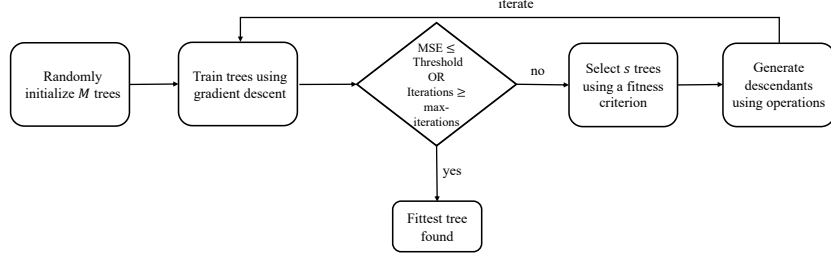 iterate
Randomly
initialize M trees
Train trees using
gradient descent
MSE ≤
Threshold
OR
Iterations ≥
max-
iterations
no
Select s trees
using a fitness
criterion
Generate
descendants
using operations
yes
Fittest tree
found